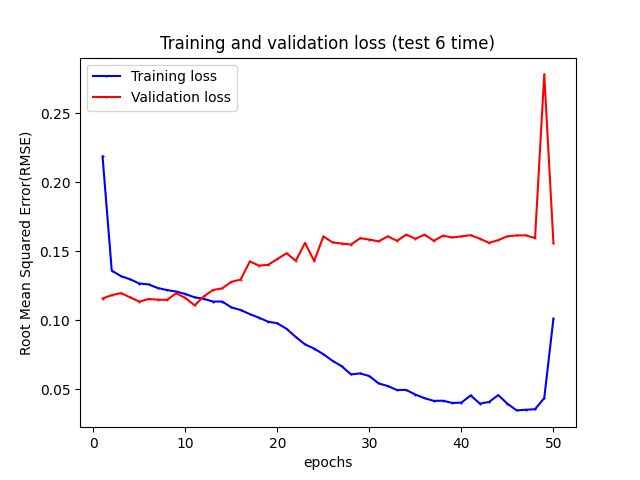 Training and validation loss (test 6 time)
Training loss
Validation loss
Root Mean Squared Error(RMSE)
0.25
0.20
0.15
0.10
0.05
0 10 20 30 40 50
epochs